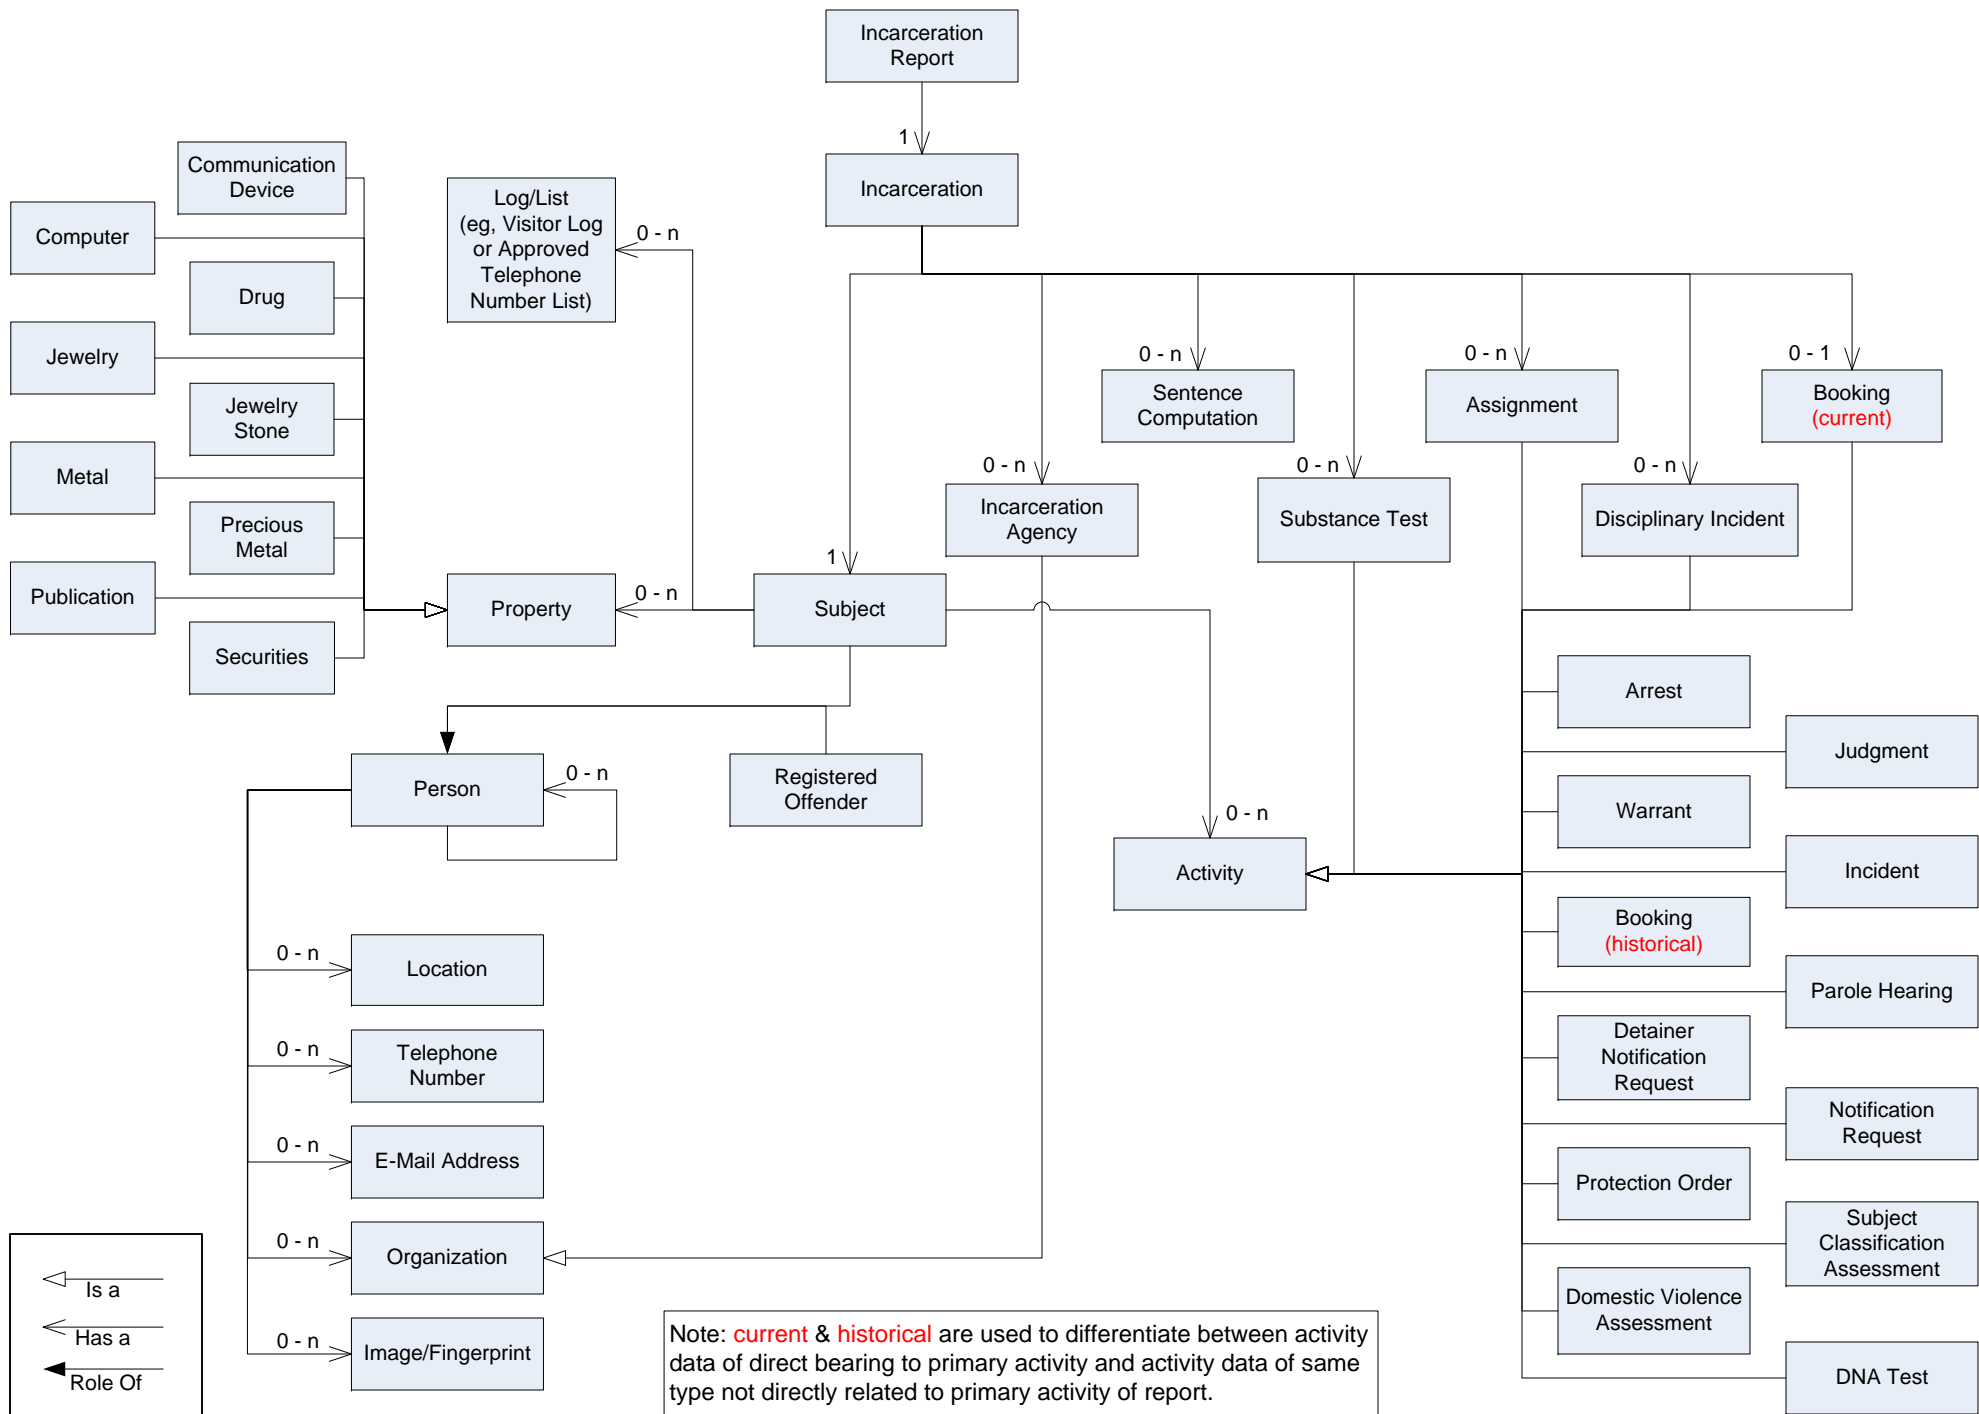 Incarceration
Report
1
Incarceration
Communication
Device
Computer
Drug
Jewelry
Jewelry
Stone
Metal
Precious
Metal
Publication
Securities
Log/List
(eg, Visitor Log
or Approved
Telephone
Number List)
0 - n
Property
0 - n
1
Subject
0 - n
Incarceration
Agency
0 - n
Sentence
Computation
0 - n
Substance Test
0 - n
Assignment
0 - n
Disciplinary Incident
0 - 1
Booking
(current)
Person
0 - n
Registered
Offender
0 - n
Activity
Arrest
Judgment
Warrant
Incident
Booking
(historical)
Parole Hearing
Detainer
Notification
Request
Notification
Request
Protection Order
Subject
Classification
Assessment
Domestic Violence
Assessment
DNA Test
0 - n
Location
0 - n
Telephone
Number
0 - n
E-Mail Address
0 - n
Organization
0 - n
Image/Fingerprint
Is a
Has a
Role Of
Note: current & historical are used to differentiate between activity
data of direct bearing to primary activity and activity data of same
type not directly related to primary activity of report.